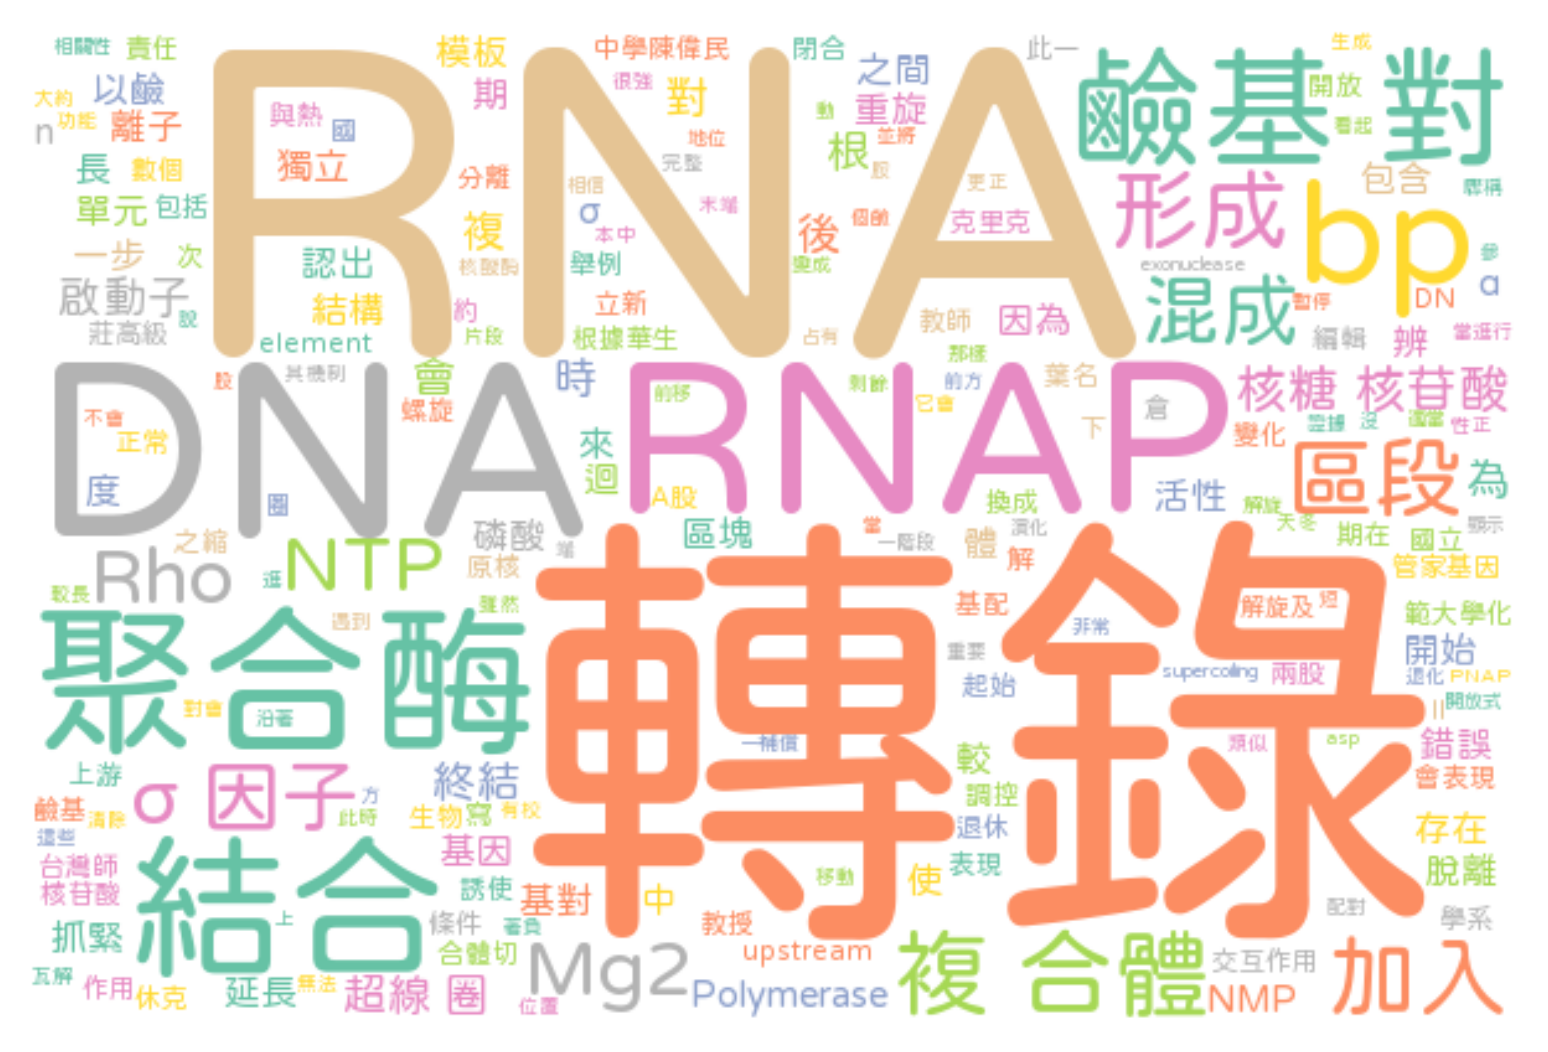 相關性 責任
模板
中學陳偉民
閉合
此一
生成
大約
以鹼
期
很強
對
之間
鹼基 對
開放
n
功能
離子
與熱
國
地位
動
重旋
並將
看起
RNA
長
數個
獨立
分離
完整
根
股
包含
單元
包括
相信
更正
形成
bp
σ
末端
後
個鹼
克里克
一步
次
認出
複
本中
舉例
變成
exonuclease
參
啟動子
說
結構
核酸酶
約
立新
混成
暫停
DN
α
莊高級
element
片段
根據華生
占有
教師
因為
編輯
辨
當進行
股
其機制
會
時
那樣
DNA
RNAP
前移
剩餘
前方
葉名
倉
核糖 核苷酸
不會
正常
螺旋
來
它會
下
變化
證據
沒
適當
性正
度
圈
迴
A股
換成
活性
區段
為
解旋
之縮
磷酸
端
區塊
當
一階段
體
演化
天冬
期在
國立
顯示
Rho
進
NTP
原核
解
管家基因
較長
雖然
轉錄
基配
解旋及
短
範大學化
聚合酶
遇到
非常
重要
開始
對會
沿著
起始
supercoiling
兩股
退化
PNAP
II
開放式
上游
一補償
類似
asp
錯誤
σ 因子
方
終結
較
會表現
鹼基
清除
此時
生物
寫
有校
調控
存在
這些
結合
基因
退休
台灣師
核苷酸
誘使
移動
使
表現
脫離
上
條件
基對
中
著負
教授
配對
學系
抓緊
合體切
Mg2
upstream
複 合體
交互作用
加入
瓦解
作用
休克
延長
無法
超線 圈
位置
Polymerase
NMP